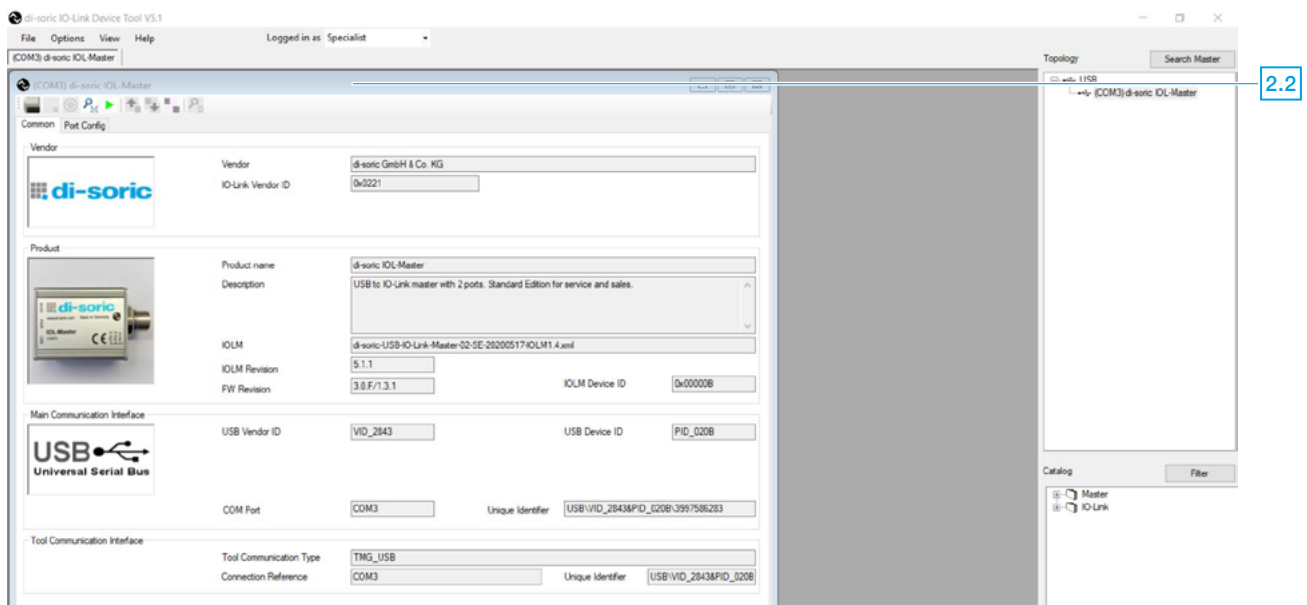 di-soric IO-Link Device Tool V5.1
File Options View Help Logged in as Specialist
(COM3) di-soric IOL-Master
Topology Search Master
USB
(COM3) di-soric IOL-Master
2.2
(COM3) di-soric IOL-Master
Common Port Config
Vendor
di-soric
Vendor di-soric GmbH & Co. KG
IO-Link Vendor ID 0x0221
Product
di-soric
IOL-Master
CE
Product name di-soric IOL-Master
Description USB to IO-Link master with 2 ports. Standard Edition for service and sales.
IOLM di-soric-USB-IO-Link-Master-02-SE-20200517-IOLM1.4.xml
IOLM Revision 5.1.1
FW Revision 3.0.F/1.3.1 IOLM Device ID 0x00000B
Main Communication Interface
USB
Universal Serial Bus
USB Vendor ID VID_2843 USB Device ID PID_020B
COM Port COM3 Unique Identifier USB\VID_2843&PID_020B\3997586283
Tool Communication Interface
Tool Communication Type TMG_USB
Connection Reference COM3 Unique Identifier USB\VID_2843&PID_020B
Catalog Filter
Master
IO-Link